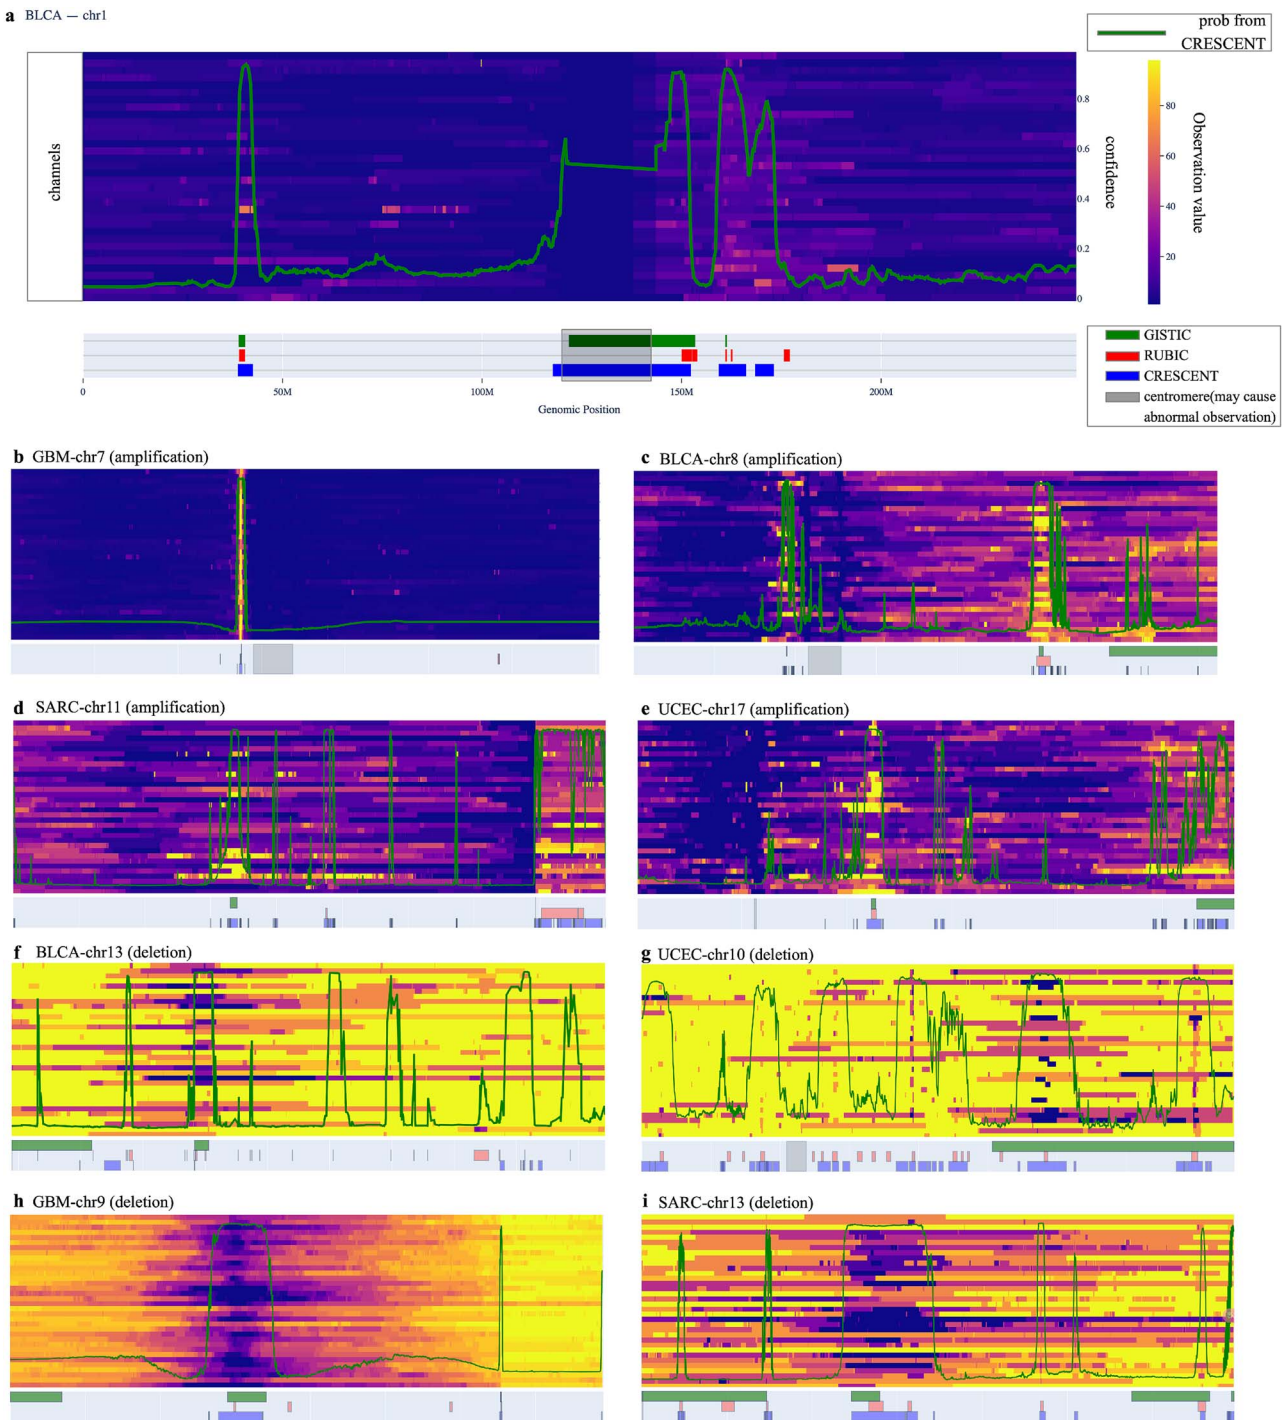 a BLCA — chr1
prob from
CRESCENT
channels
0.8
0.6
0.4
0.2
0
confidence
80
60
40
20
Observation value
GISTIC
RUBIC
CRESCENT
centromere(may cause
abnormal observation)
0 50M 100M 150M 200M
Genomic Position
b GBM-chr7 (amplification)
c BLCA-chr8 (amplification)
d SARC-chr11 (amplification)
e UCEC-chr17 (amplification)
f BLCA-chr13 (deletion)
g UCEC-chr10 (deletion)
h GBM-chr9 (deletion)
i SARC-chr13 (deletion)